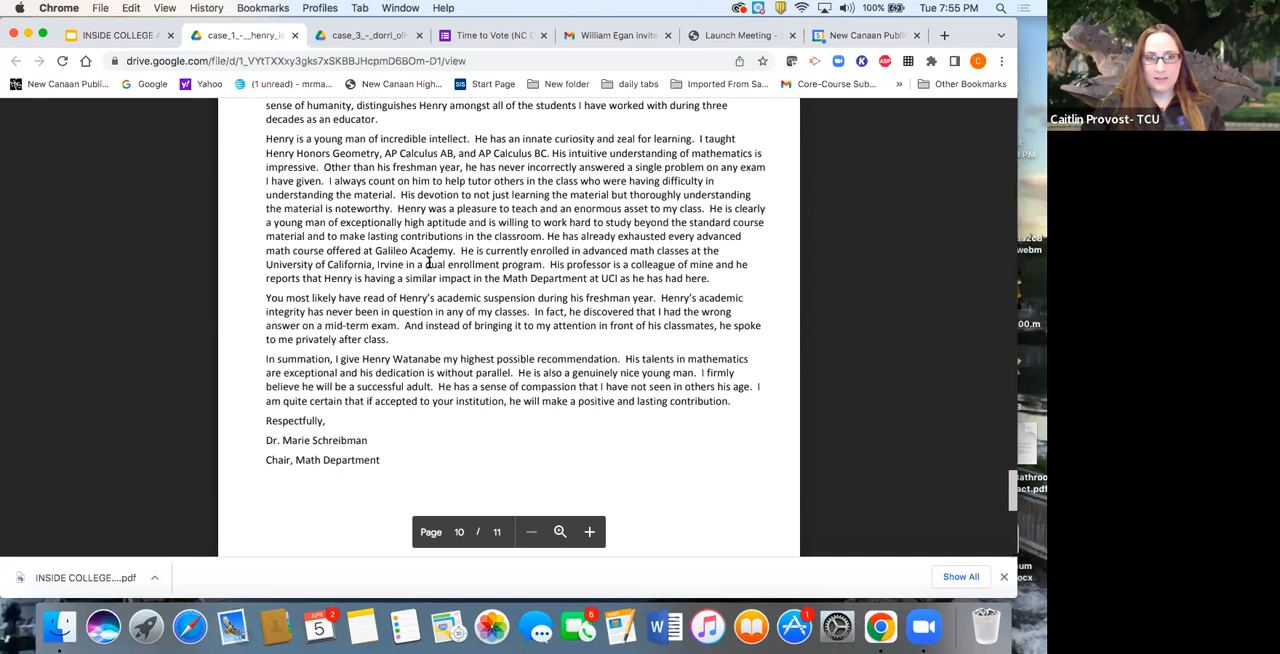 Chrome File Edit View History Bookmarks Profiles Tab Window Help 100% Tue 7:55 PM
INSIDE COLLEGE A case_1_-__henry_is case_3_-_dorri_oli Time to Vote (NC C William Egan invite Launch Meeting - New Canaan Publi
drive.google.com/file/d/1_VYtTXXxy3gks7xSKBBJHcpmD6BOm-D1/view
New Canaan Publi... Google Yahoo (1 unread) - mrma... New Canaan High... SIS Start Page New folder daily tabs Imported From Sa... Core-Course Sub... » Other Bookmarks
sense of humanity, distinguishes Henry amongst all of the students I have worked with during three
decades as an educator.
Henry is a young man of incredible intellect. He has an innate curiosity and zeal for learning. I taught
Henry Honors Geometry, AP Calculus AB, and AP Calculus BC. His intuitive understanding of mathematics is
impressive. Other than his freshman year, he has never incorrectly answered a single problem on any exam
I have given. I always count on him to help tutor others in the class who were having difficulty in
understanding the material. His devotion to not just learning the material but thoroughly understanding
the material is noteworthy. Henry was a pleasure to teach and an enormous asset to my class. He is clearly
a young man of exceptionally high aptitude and is willing to work hard to study beyond the standard course
material and to make lasting contributions in the classroom. He has already exhausted every advanced
math course offered at Galileo Academy. He is currently enrolled in advanced math classes at the
University of California, Irvine in a dual enrollment program. His professor is a colleague of mine and he
reports that Henry is having a similar impact in the Math Department at UCI as he has had here.
You most likely have read of Henry's academic suspension during his freshman year. Henry's academic
integrity has never been in question in any of my classes. In fact, he discovered that I had the wrong
answer on a mid-term exam. And instead of bringing it to my attention in front of his classmates, he spoke
to me privately after class.
In summation, I give Henry Watanabe my highest possible recommendation. His talents in mathematics
are exceptional and his dedication is without parallel. He is also a genuinely nice young man. I firmly
believe he will be a successful adult. He has a sense of compassion that I have not seen in others his age. I
am quite certain that if accepted to your institution, he will make a positive and lasting contribution.
Respectfully,
Dr. Marie Schreibman
Chair, Math Department
Page 10 / 11
INSIDE COLLEGE....pdf
Show All
Caitlin Provost- TCU
APR 5 2
5
1